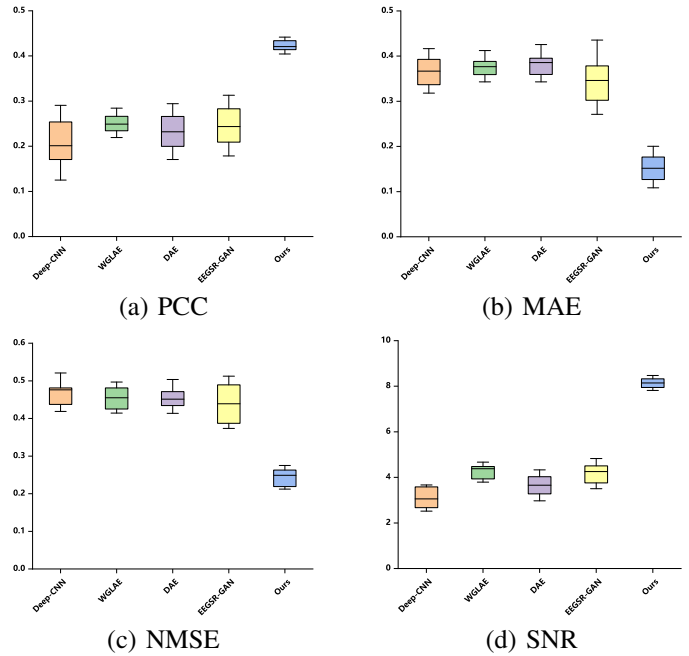 0.5
0.4
0.3
0.2
0.1
0.0
Deep-CNN
WGLAE
DAE
EEGSR-GAN
Ours
(a) PCC
0.5
0.4
0.3
0.2
0.1
0.0
Deep-CNN
WGLAE
DAE
EEGSR-GAN
Ours
(b) MAE
0.6
0.5
0.4
0.3
0.2
0.1
0.0
Deep-CNN
WGLAE
DAE
EEGSR-GAN
Ours
(c) NMSE
10
8
6
4
2
0
Deep-CNN
WGLAE
DAE
EEGSR-GAN
Ours
(d) SNR